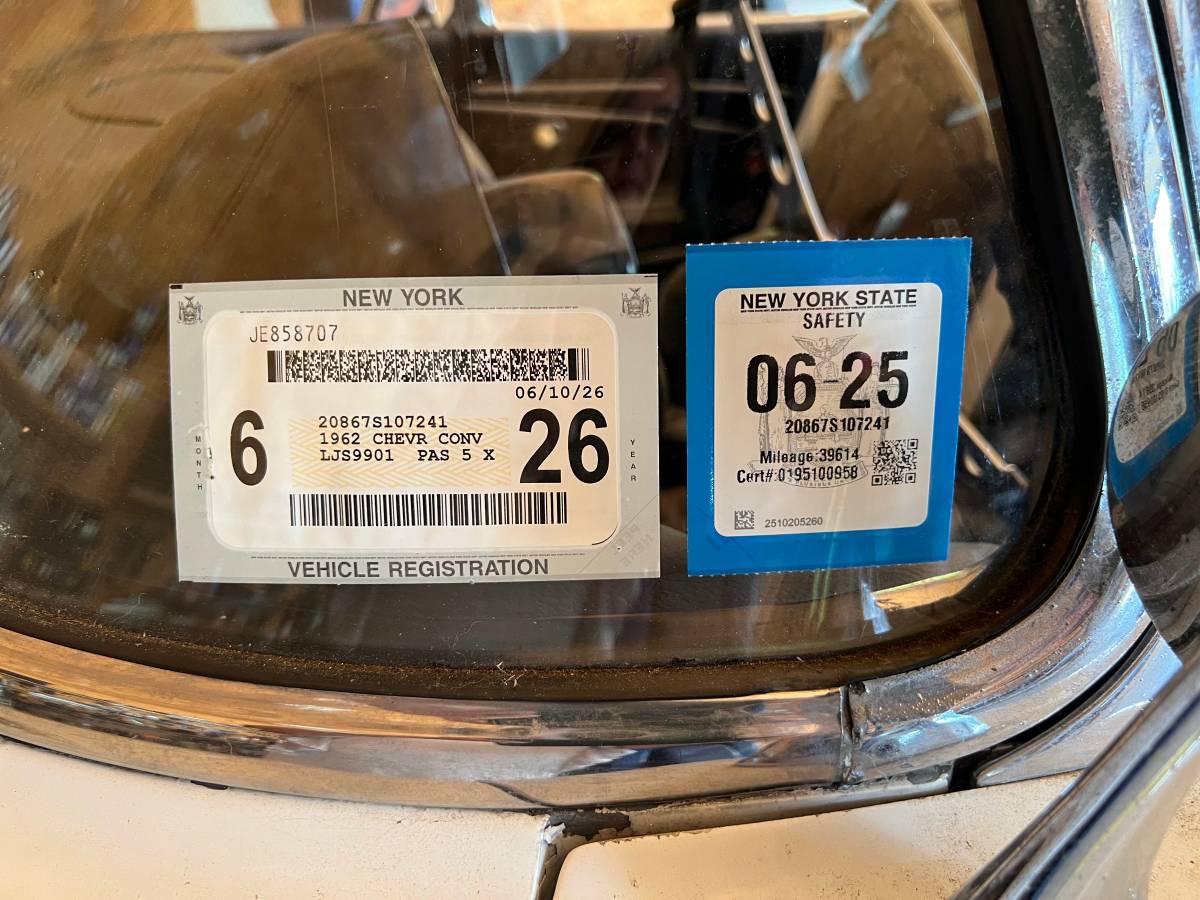 NEW YORK
JE858707
06/10/26
6
20867S107241
1962 CHEVR CONV
LJS9901 PAS 5 X
26
MONTH
YEAR
VEHICLE REGISTRATION
NEW YORK STATE
SAFETY
06-25
20867S107241
Mileage:39614
Cert#:0195100958
2510205260